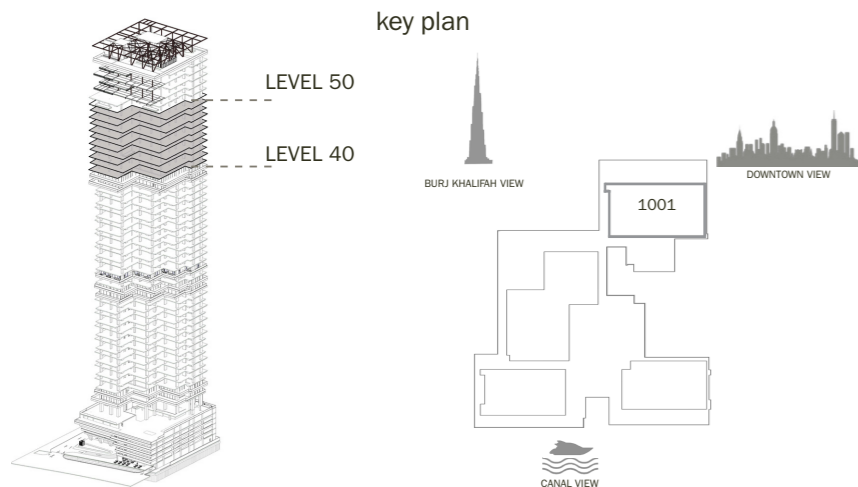 key plan
LEVEL 50
LEVEL 40
BURJ KHALIFAH VIEW
DOWNTOWN VIEW
1001
CANAL VIEW